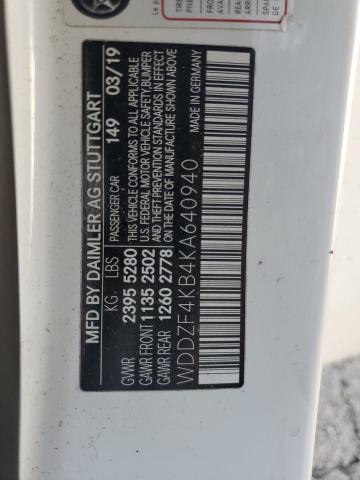 MFD BY DAIMLER AG-STUTTGART
KG LBS PASSENGER CAR 149 03/19
GVWR 2395 5280 THIS VEHICLE CONFORMS TO ALL APPLICABLE
GAWR FRONT 1135 2502 U.S. FEDERAL MOTOR VEHICLE SAFETY, BUMPER
GAWR REAR 1260 2778 AND THEFT PREVENTION STANDARDS IN EFFECT
ON THE DATE OF MANUFACTURE SHOWN ABOVE
WDDZF4KB4KA640940
MADE IN GERMANY